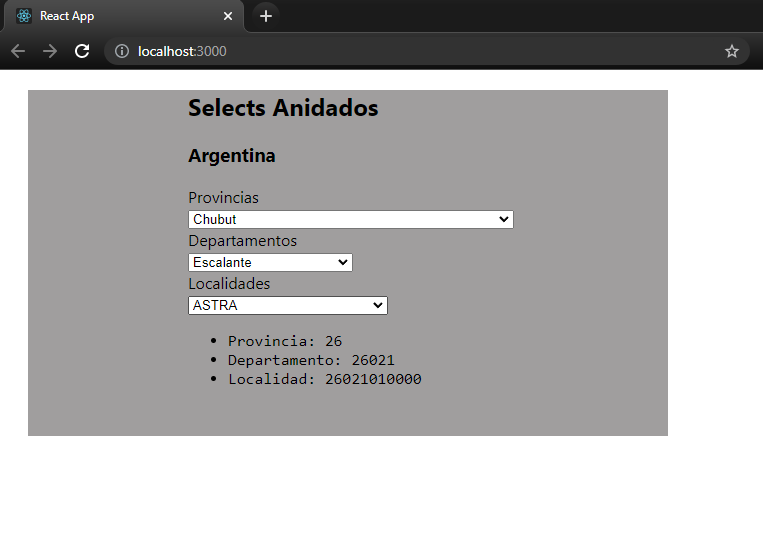 React App
localhost:3000
Selects Anidados
Argentina
Provincias
Chubut
Departamentos
Escalante
Localidades
ASTRA
Provincia: 26
Departamento: 26021
Localidad: 26021010000